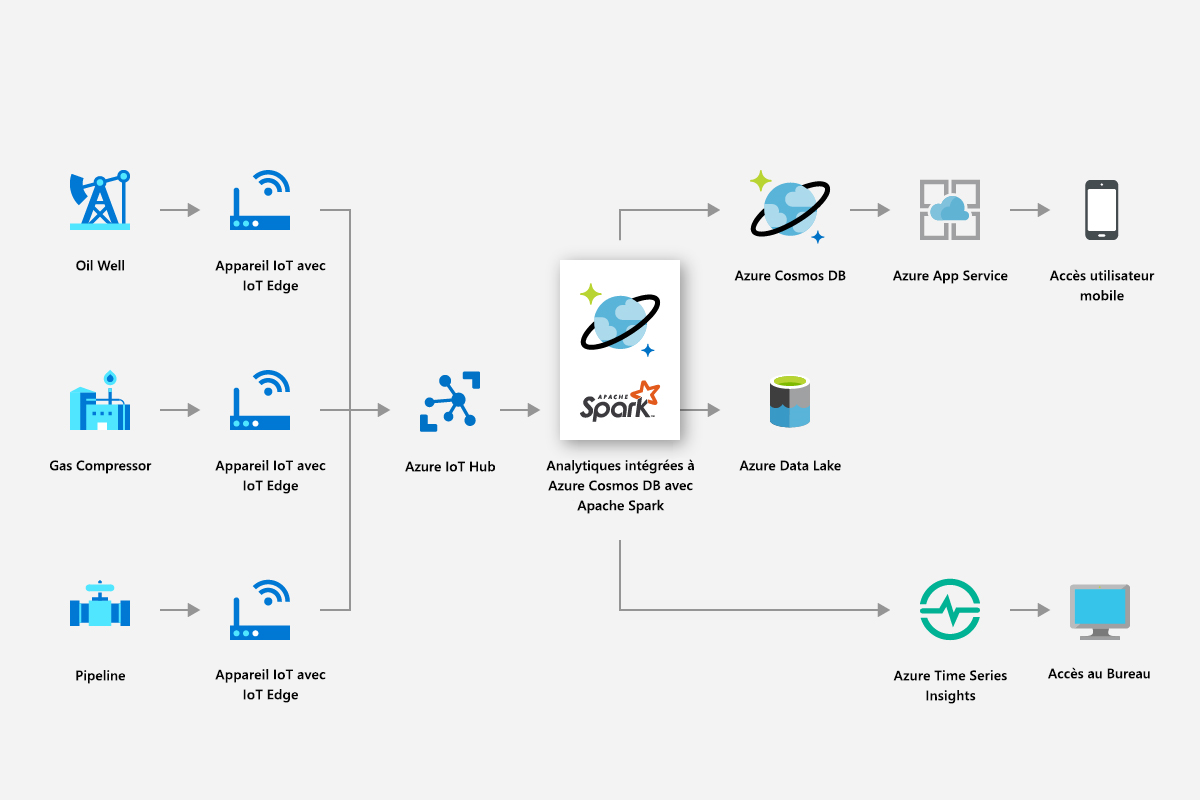 Oil Well
Appareil IoT avec
IoT Edge
Azure Cosmos DB
Azure App Service
Accès utilisateur
mobile
APACHE
Spark™
Gas Compressor
Appareil IoT avec
IoT Edge
Azure IoT Hub
Analytiques intégrées à
Azure Cosmos DB avec
Apache Spark
Azure Data Lake
Pipeline
Appareil IoT avec
IoT Edge
Azure Time Series
Insights
Accès au Bureau